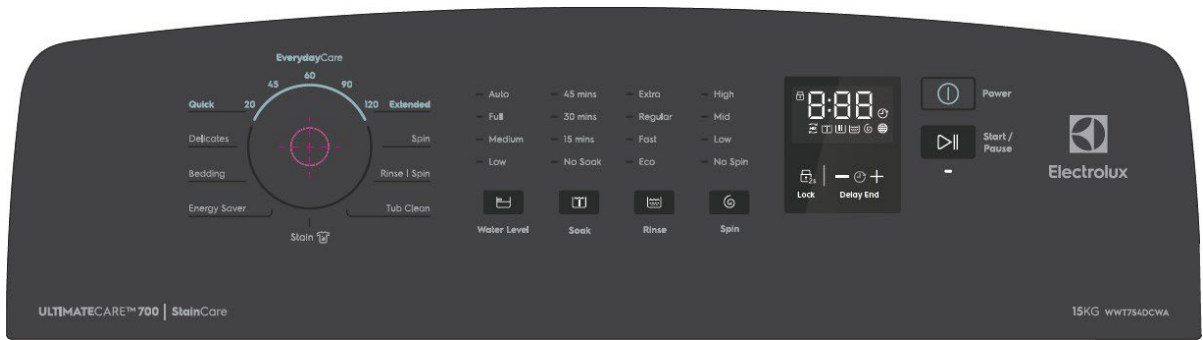 EverydayCare
45 60 90
Quick 20 120 Extended
Delicates Spin
Bedding Rinse | Spin
Energy Saver Tub Clean
Stain
Auto 45 mins Extra High
Full 30 mins Regular Mid
Medium 15 mins Fast Low
Low No Soak Eco No Spin
Water Level Soak Rinse Spin
8:88
2s
Lock Delay End
Power
Start /
Pause
Electrolux
ULTIMATECARE™ 700 | StainCare
15KG WWT7S4DCWA